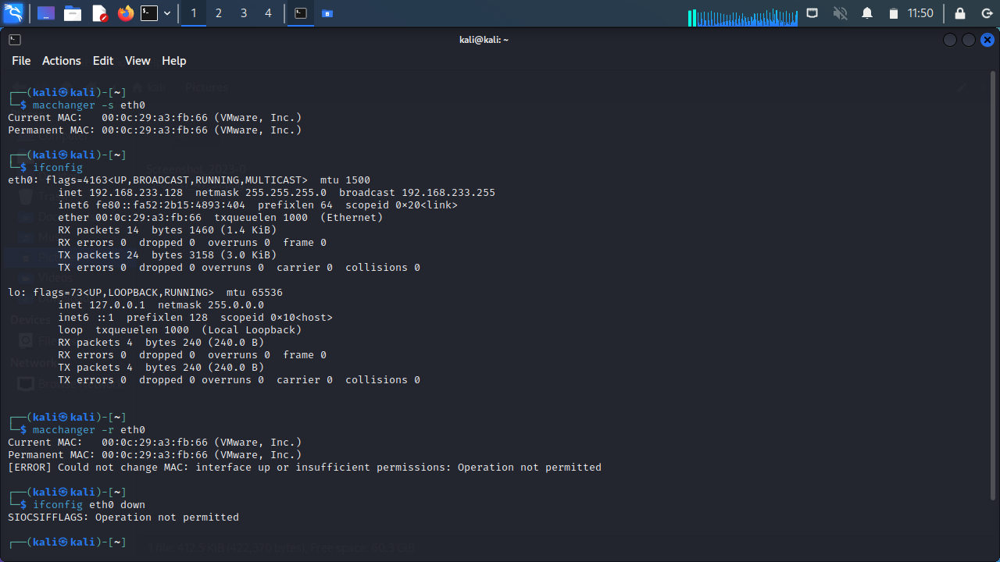 1 2 3 4 11:50
kali@kali: ~
File Actions Edit View Help
┌──(kali㉿kali)-[~]
└─$ macchanger -s eth0
Current MAC:   00:0c:29:a3:fb:66 (VMware, Inc.)
Permanent MAC: 00:0c:29:a3:fb:66 (VMware, Inc.)
┌──(kali㉿kali)-[~]
└─$ ifconfig
eth0: flags=4163<UP,BROADCAST,RUNNING,MULTICAST>  mtu 1500
        inet 192.168.233.128  netmask 255.255.255.0  broadcast 192.168.233.255
        inet6 fe80::fa52:2b15:4893:404  prefixlen 64  scopeid 0×20<link>
        ether 00:0c:29:a3:fb:66  txqueuelen 1000  (Ethernet)
        RX packets 14  bytes 1460 (1.4 KiB)
        RX errors 0  dropped 0  overruns 0  frame 0
        TX packets 24  bytes 3158 (3.0 KiB)
        TX errors 0  dropped 0 overruns 0  carrier 0  collisions 0
lo: flags=73<UP,LOOPBACK,RUNNING>  mtu 65536
        inet 127.0.0.1  netmask 255.0.0.0
        inet6 ::1  prefixlen 128  scopeid 0×10<host>
        loop  txqueuelen 1000  (Local Loopback)
        RX packets 4  bytes 240 (240.0 B)
        RX errors 0  dropped 0  overruns 0  frame 0
        TX packets 4  bytes 240 (240.0 B)
        TX errors 0  dropped 0 overruns 0  carrier 0  collisions 0
┌──(kali㉿kali)-[~]
└─$ macchanger -r eth0
Current MAC:   00:0c:29:a3:fb:66 (VMware, Inc.)
Permanent MAC: 00:0c:29:a3:fb:66 (VMware, Inc.)
[ERROR] Could not change MAC: interface up or insufficient permissions: Operation not permitted
┌──(kali㉿kali)-[~]
└─$ ifconfig eth0 down
SIOCSIFFLAGS: Operation not permitted
┌──(kali㉿kali)-[~]